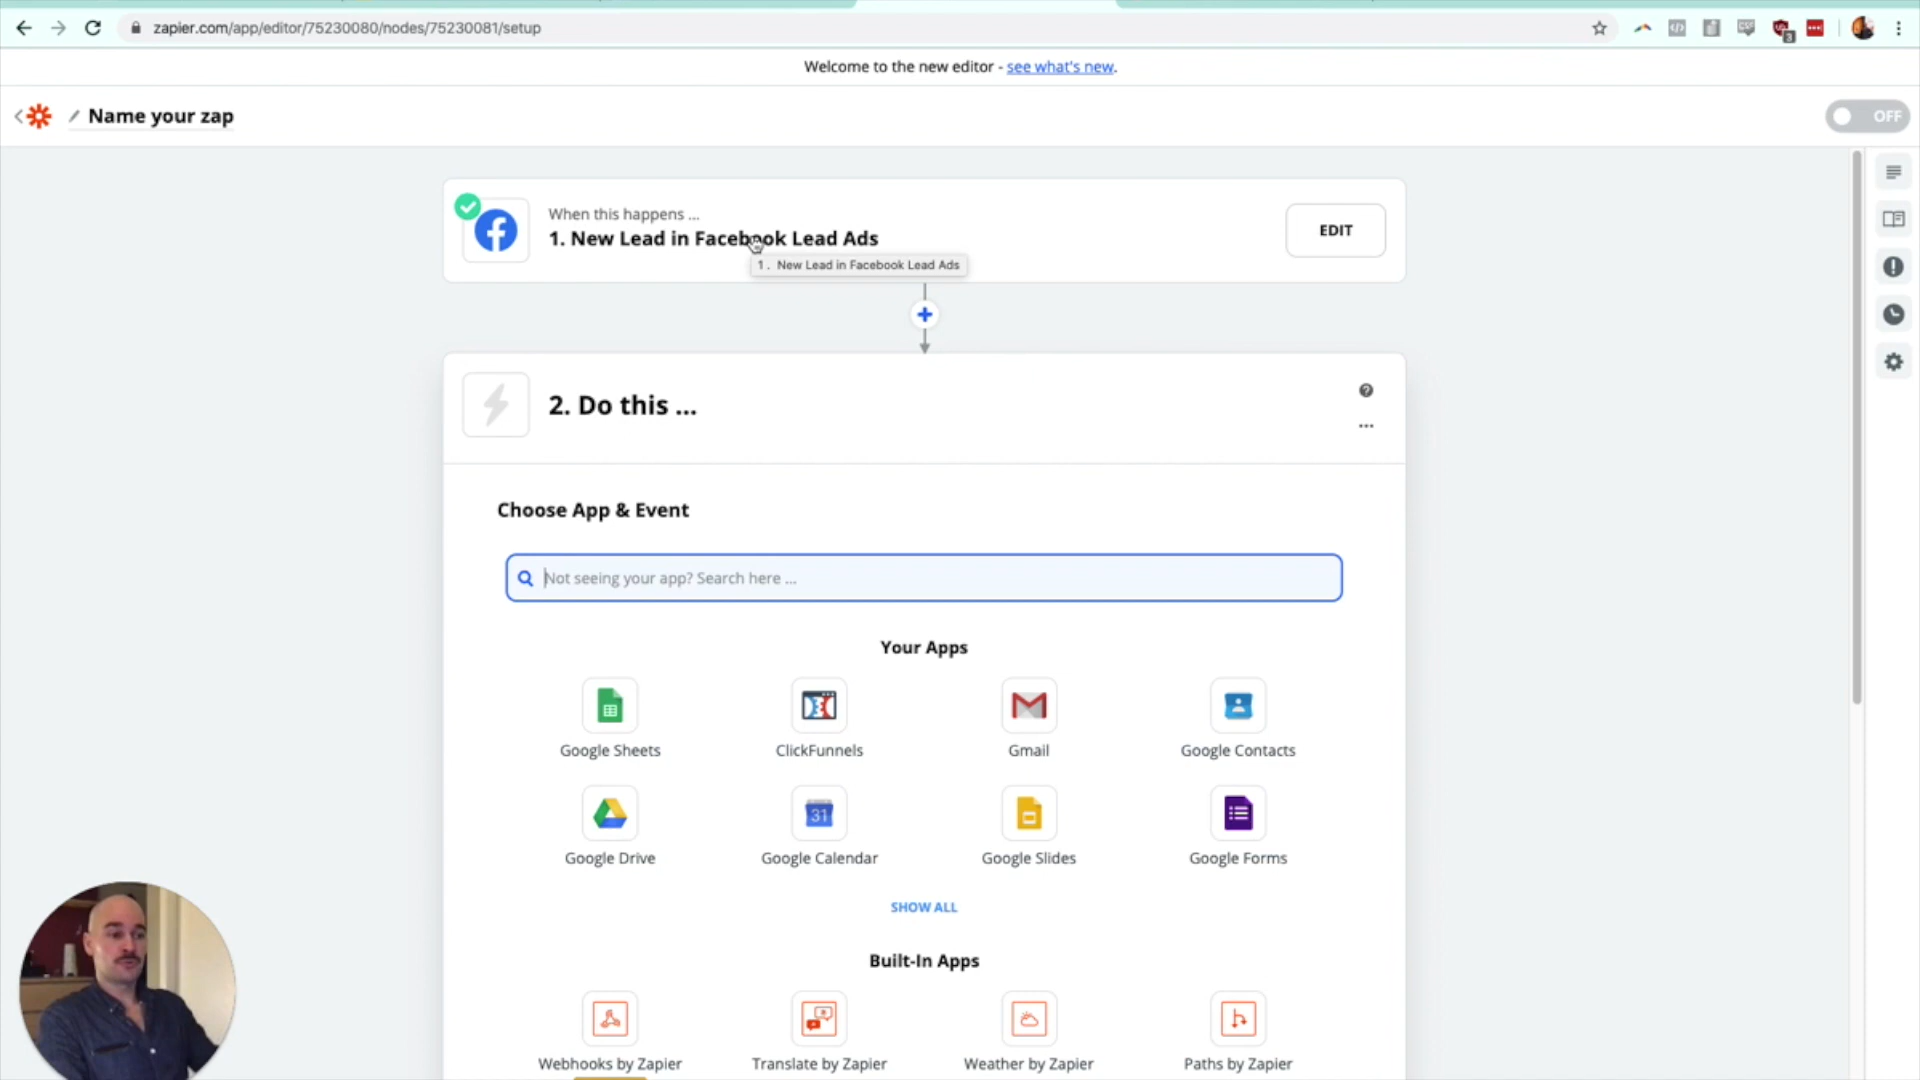 zapier.com/app/editor/75230080/nodes/75230081/setup
3
Welcome to the new editor - see what's new.
Name your zap
OFF
When this happens ...
1. New Lead in Facebook Lead Ads
EDIT
1. New Lead in Facebook Lead Ads
2. Do this ...
Choose App & Event
Not seeing your app? Search here ...
Your Apps
Google Sheets
ClickFunnels
Gmail
Google Contacts
31
Google Drive
Google Calendar
Google Slides
Google Forms
SHOW ALL
Built-In Apps
Webhooks by Zapier
Translate by Zapier
Weather by Zapier
Paths by Zapier